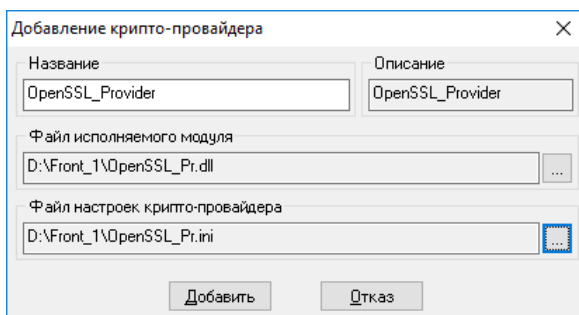 Добавление крипто-провайдера
Название
Описание
OpenSSL_Provider
OpenSSL_Provider
Файл исполняемого модуля
D:\Front_1\OpenSSL_Pr.dll
...
Файл настроек крипто-провайдера
D:\Front_1\OpenSSL_Pr.ini
...
Добавить
Отказ